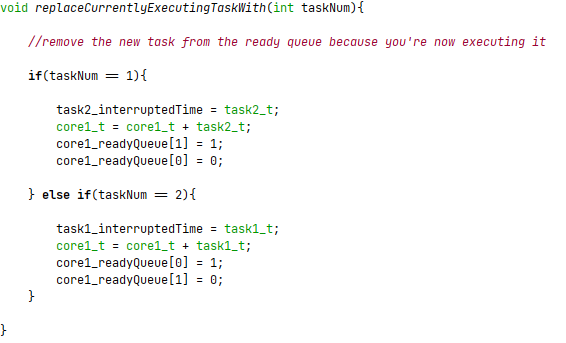 void replaceCurrentlyExecutingTaskWith(int taskNum){
//remove the new task from the ready queue because you're now executing it
if(taskNum == 1){
task2_interruptedTime = task2_t;
core1_t = core1_t + task2_t;
core1_readyQueue[1] = 1;
core1_readyQueue[0] = 0;
} else if(taskNum == 2){
task1_interruptedTime = task1_t;
core1_t = core1_t + task1_t;
core1_readyQueue[0] = 1;
core1_readyQueue[1] = 0;
}
}